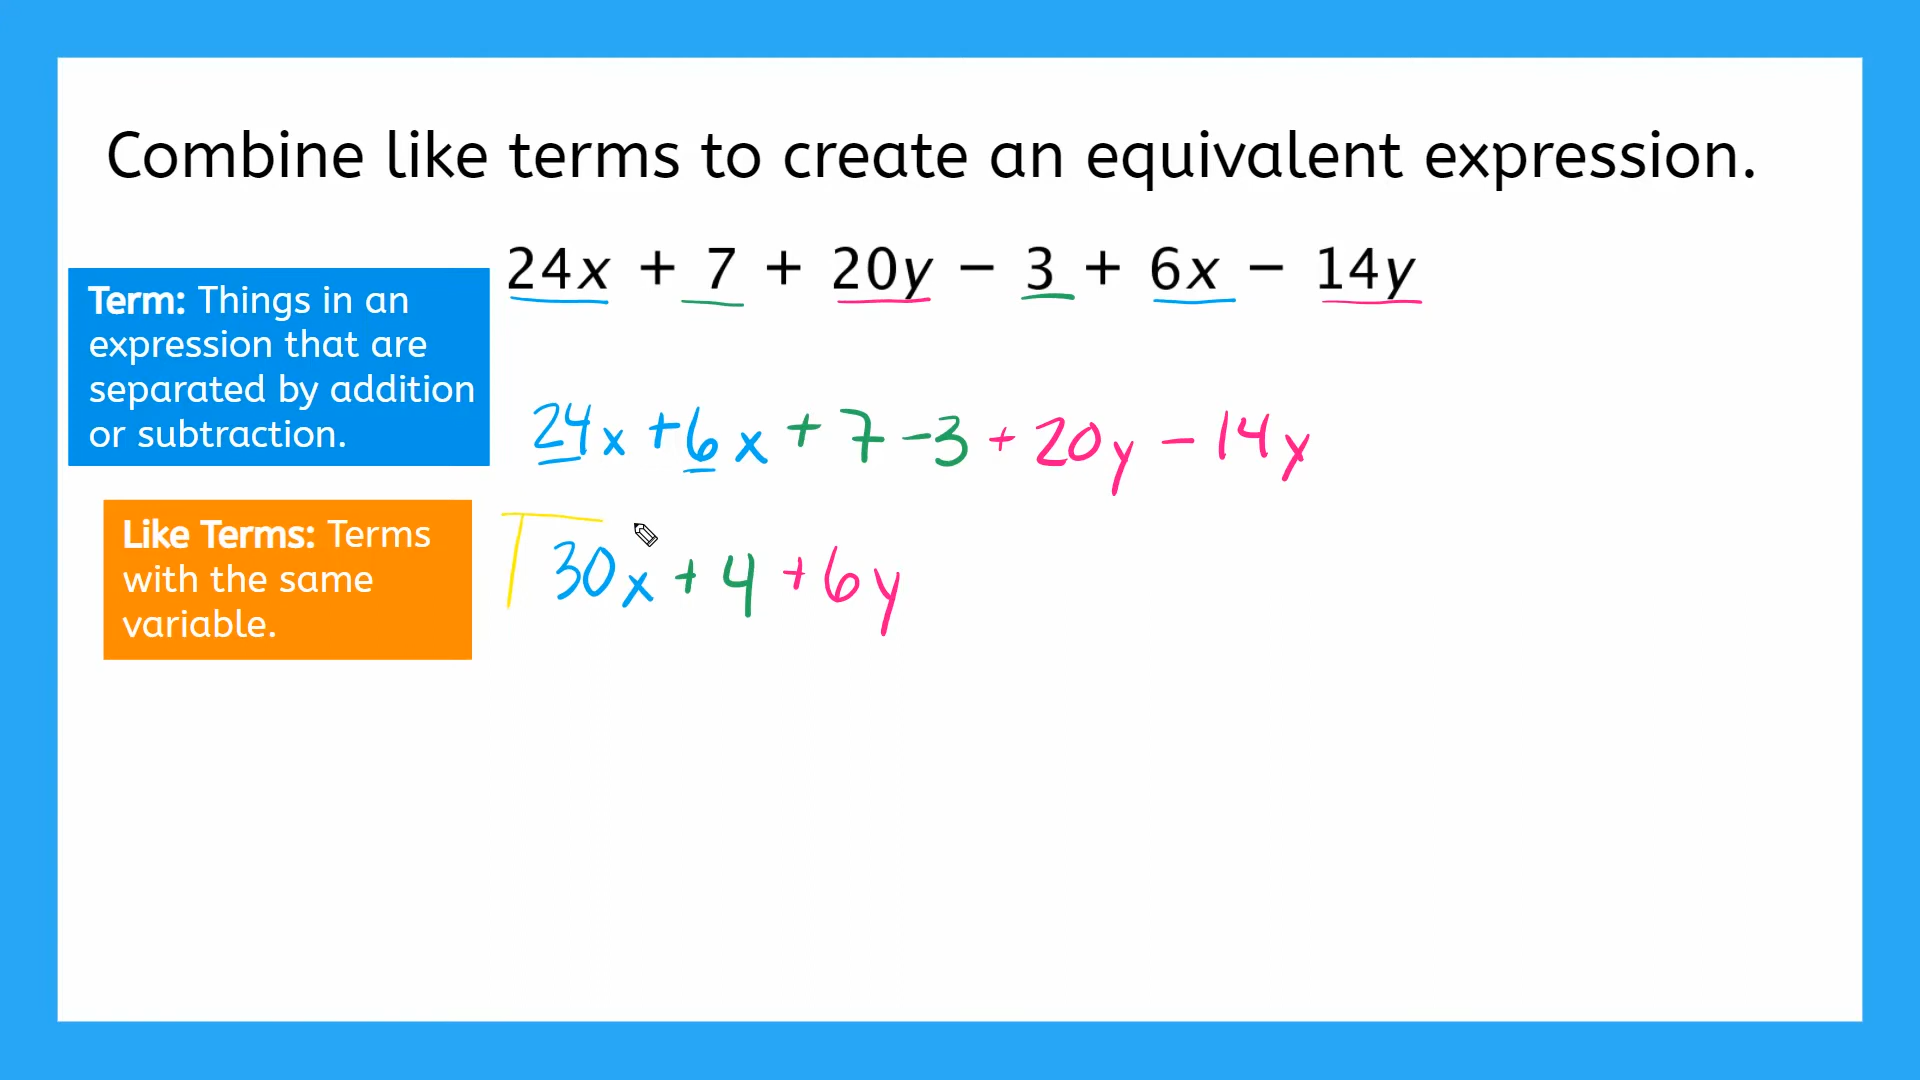 Combine like terms to create an equivalent expression.
24x + 7 + 20y − 3 + 6x − 14y
Term: Things in an
expression that are
separated by addition
or subtraction.
24x +6x + 7 -3 + 20y - 14y
Like Terms: Terms
with the same
variable.
30x + 4 + 6y